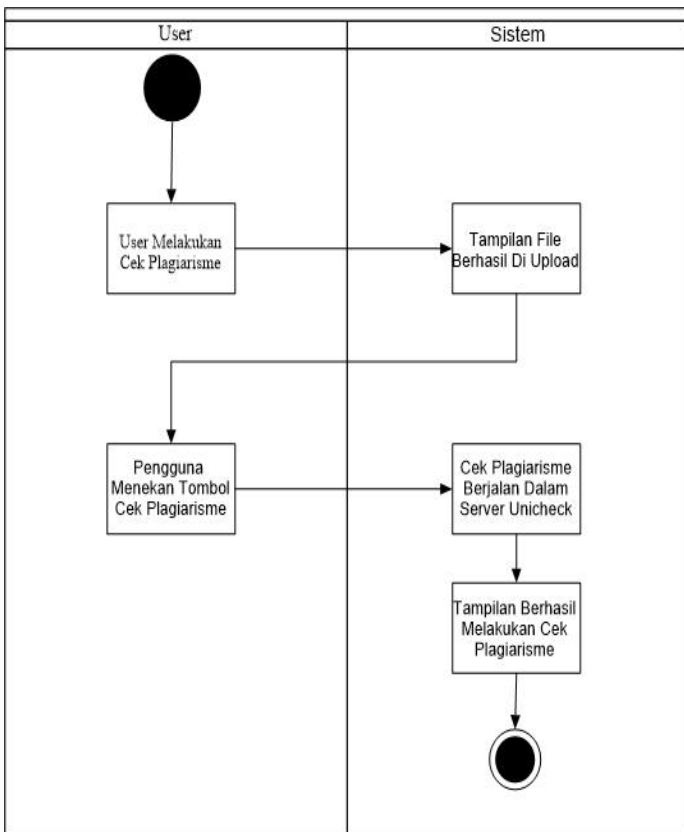 User
Sistem
User Melakukan
Cek Plagiarisme
Tampilan File
Berhasil Di Upload
Pengguna
Menekan Tombol
Cek Plagiarisme
Cek Plagiarisme
Berjalan Dalam
Server Unicheck
Tampilan Berhasil
Melakukan Cek
Plagiarisme